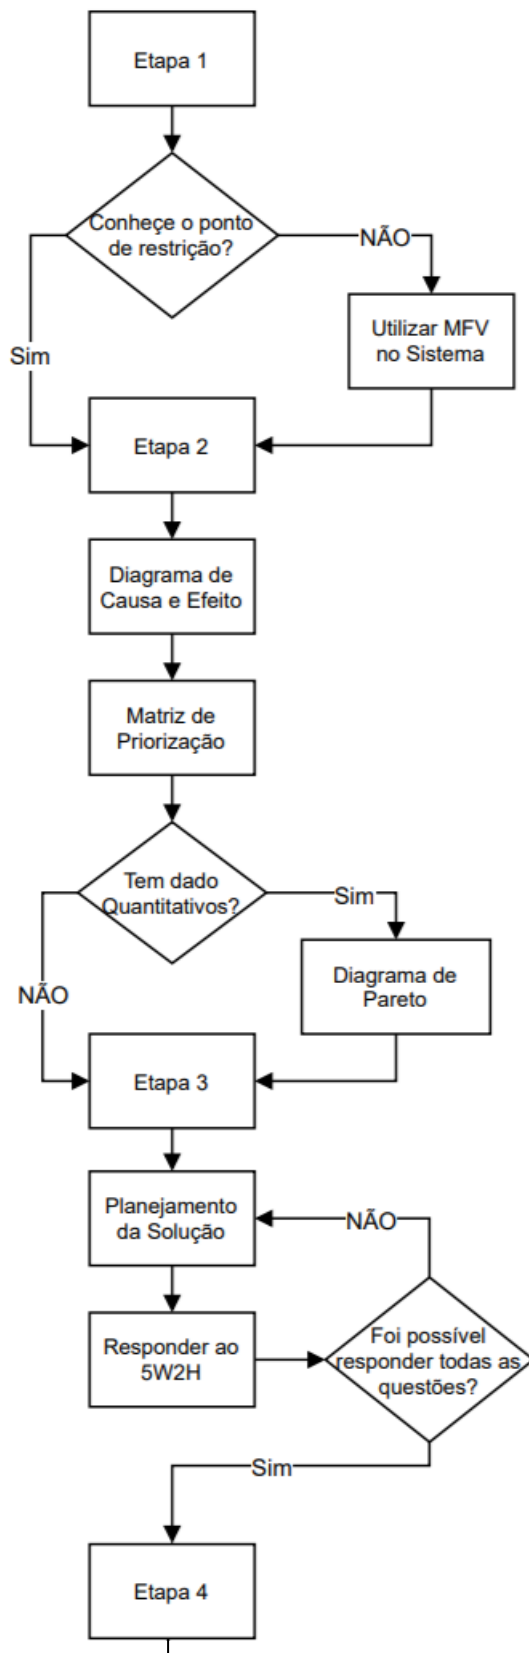 Etapa 1
Conheçe o ponto
de restrição?
NÃO
Utilizar MFV
no Sistema
Sim
Etapa 2
Diagrama de
Causa e Efeito
Matriz de
Priorização
Tem dado
Quantitativos?
Sim
Diagrama de
Pareto
NÃO
Etapa 3
Planejamento
da Solução
NÃO
Responder ao
5W2H
Foi possível
responder todas as
questões?
Sim
Etapa 4